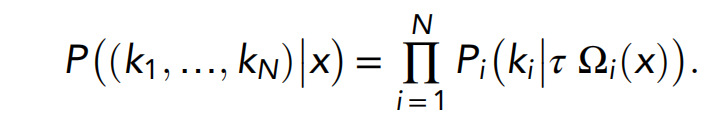 P((k₁, ..., k_N)|x) = ∏_{i=1}^{N} P_i(k_i|τ Ω_i(x)).